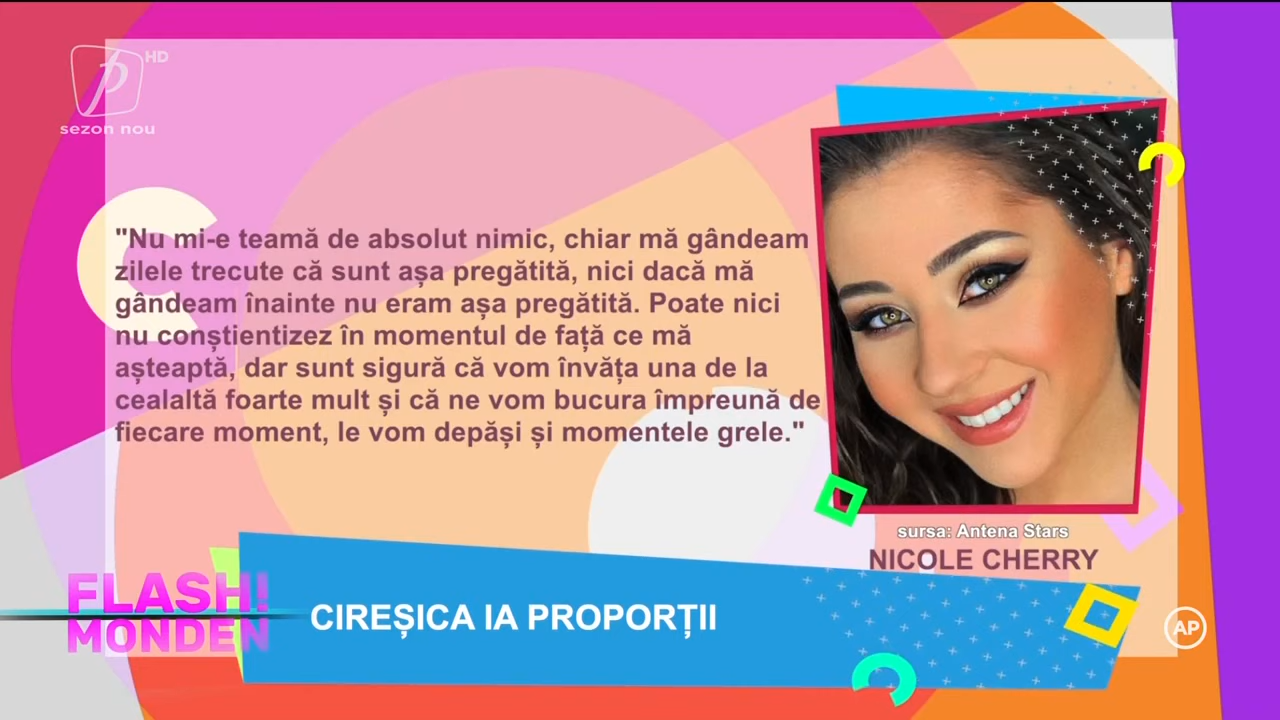 HD
sezon nou
"Nu mi-e teamă de absolut nimic, chiar mă gândeam
zilele trecute că sunt așa pregătită, nici dacă mă
gândeam înainte nu eram așa pregătită. Poate nici
nu conștientizez în momentul de față ce mă
așteaptă, dar sunt sigură că vom învăța una de la
cealaltă foarte mult și că ne vom bucura împreună de
fiecare moment, le vom depăși și momentele grele."
sursa: Antena Stars
NICOLE CHERRY
FLASH!
MONDEN
CIREȘICA IA PROPORȚII
AP